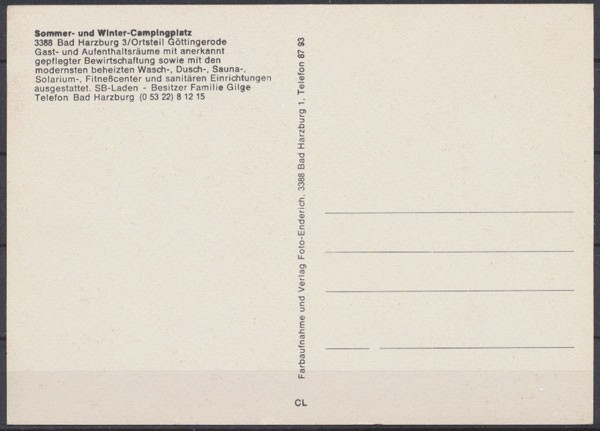 Sommer- und Winter-Campingplatz
3388 Bad Harzburg 3/Ortsteil Göttingerode
Gast- und Aufenthaltsräume mit anerkannt
gepflegter Bewirtschaftung sowie mit den
modernsten beheizten Wasch-, Dusch-, Sauna-,
Solarium-, Fitneßcenter und sanitären Einrichtungen
ausgestattet. SB-Laden - Besitzer Familie Gilge
Telefon Bad Harzburg (0 53 22) 8 12 15
Farbaufnahme und Verlag Foto-Enderich, 3388 Bad Harzburg 1, Telefon 87 93
CL